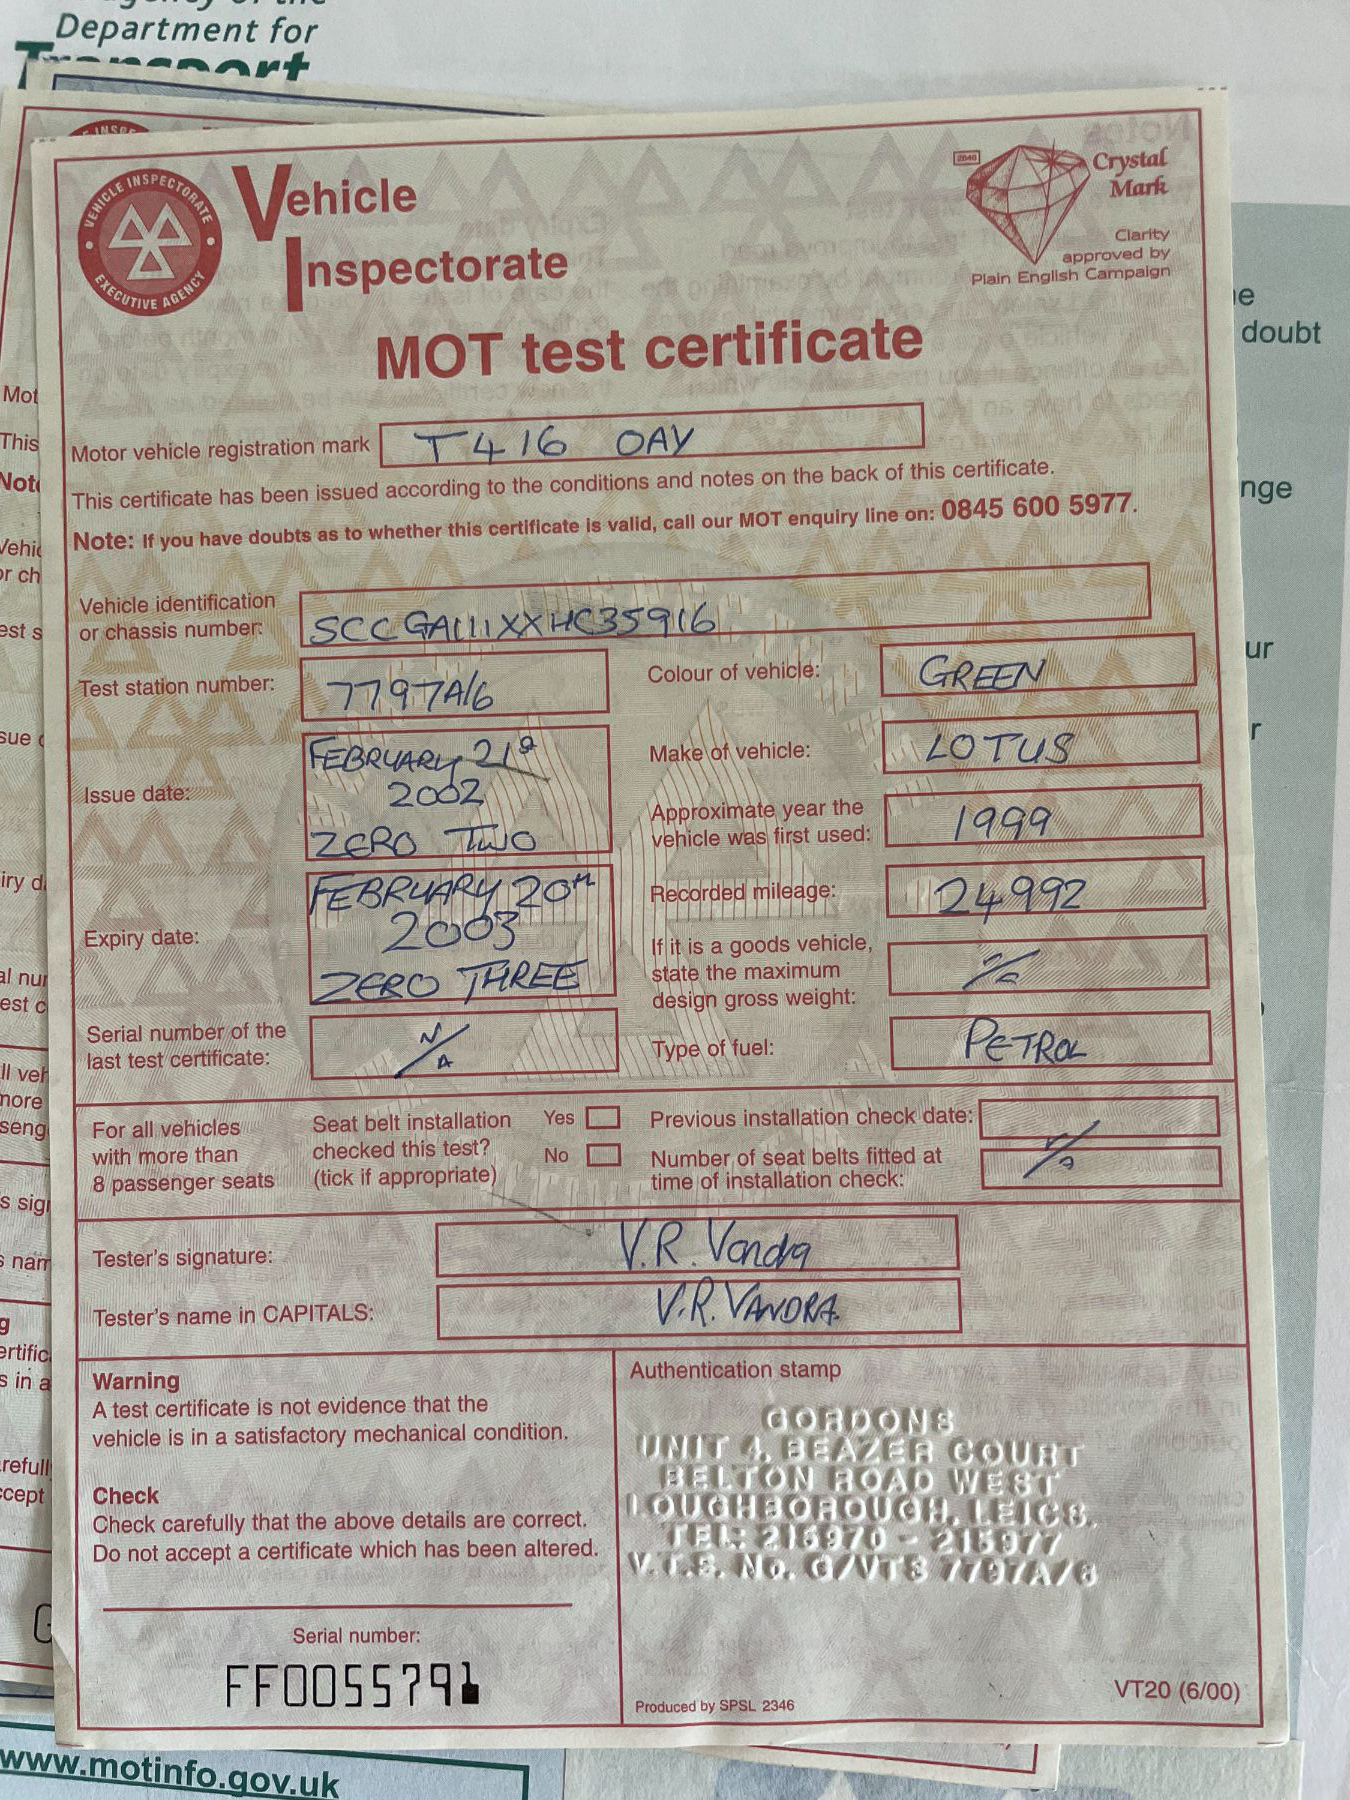 Department for
Transport
VEHICLE INSPECTORATE
EXECUTIVE AGENCY
Vehicle
Inspectorate
2040
Crystal
Mark
Clarity
approved by
Plain English Campaign
MOT test certificate
Motor vehicle registration mark T416 OAY
This certificate has been issued according to the conditions and notes on the back of this certificate.
Note: If you have doubts as to whether this certificate is valid, call our MOT enquiry line on: 0845 600 5977.
Vehicle identification
or chassis number: SCCGA111XXHC35916
Test station number: 7797A/6
Colour of vehicle: GREEN
Make of vehicle: LOTUS
Issue date: FEBRUARY 21st
2002
ZERO TWO
Approximate year the
vehicle was first used: 1999
Recorded mileage: 24992
Expiry date: FEBRUARY 20th
2003
ZERO THREE
If it is a goods vehicle,
state the maximum
design gross weight:
Serial number of the
last test certificate: N/A
Type of fuel: PETROL
For all vehicles
with more than
8 passenger seats
Seat belt installation
checked this test?
(tick if appropriate)
Yes
No
Previous installation check date:
Number of seat belts fitted at
time of installation check:
Tester's signature: V.R. Vandra
Tester's name in CAPITALS: V.R. VANDRA
Warning
A test certificate is not evidence that the
vehicle is in a satisfactory mechanical condition.
Check
Check carefully that the above details are correct.
Do not accept a certificate which has been altered.
Serial number:
FF0055791
Authentication stamp
GORDONS
UNIT 4, BEAZER COURT
BELTON ROAD WEST
LOUGHBOROUGH, LEICS.
TEL: 215970 - 215977
V.T.S. No. G/VTS 7797A/6
Produced by SPSL 2346
VT20 (6/00)
doubt
www.motinfo.gov.uk